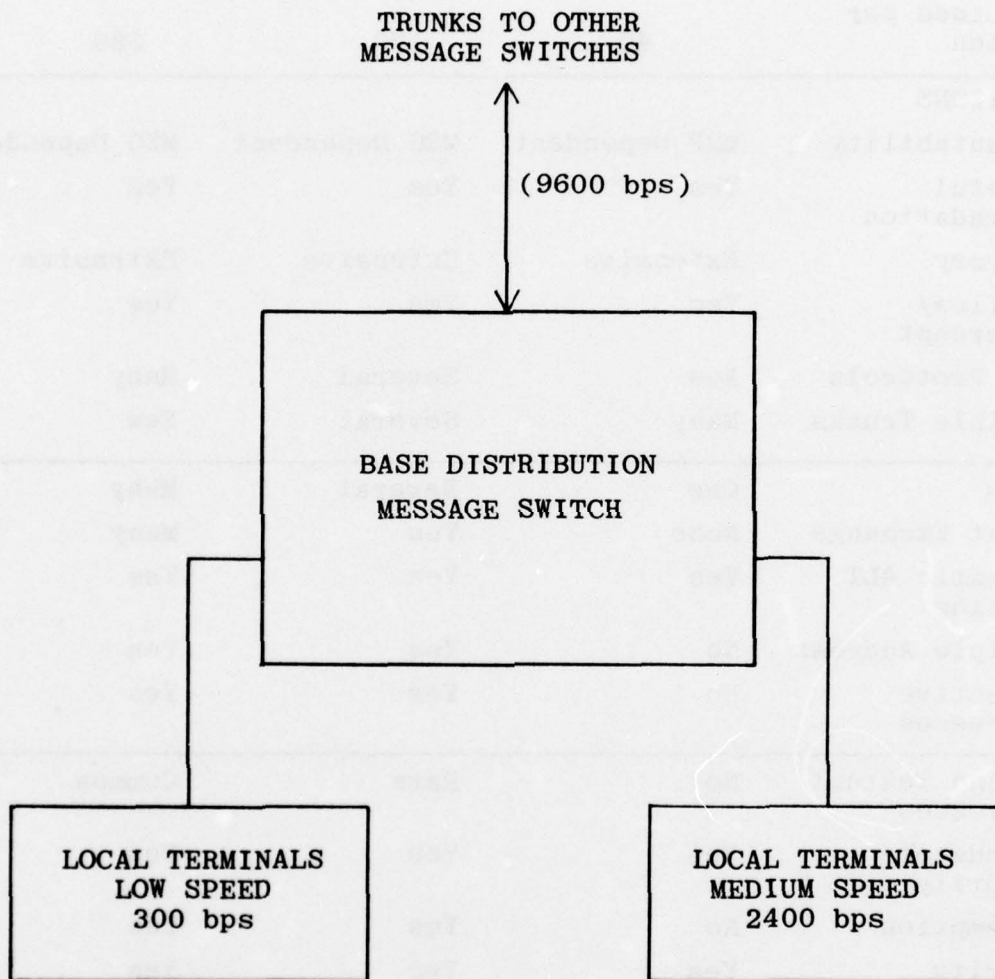 TRUNKS TO OTHER
MESSAGE SWITCHES
(9600 bps)
BASE DISTRIBUTION
MESSAGE SWITCH
LOCAL TERMINALS
LOW SPEED
300 bps
LOCAL TERMINALS
MEDIUM SPEED
2400 bps